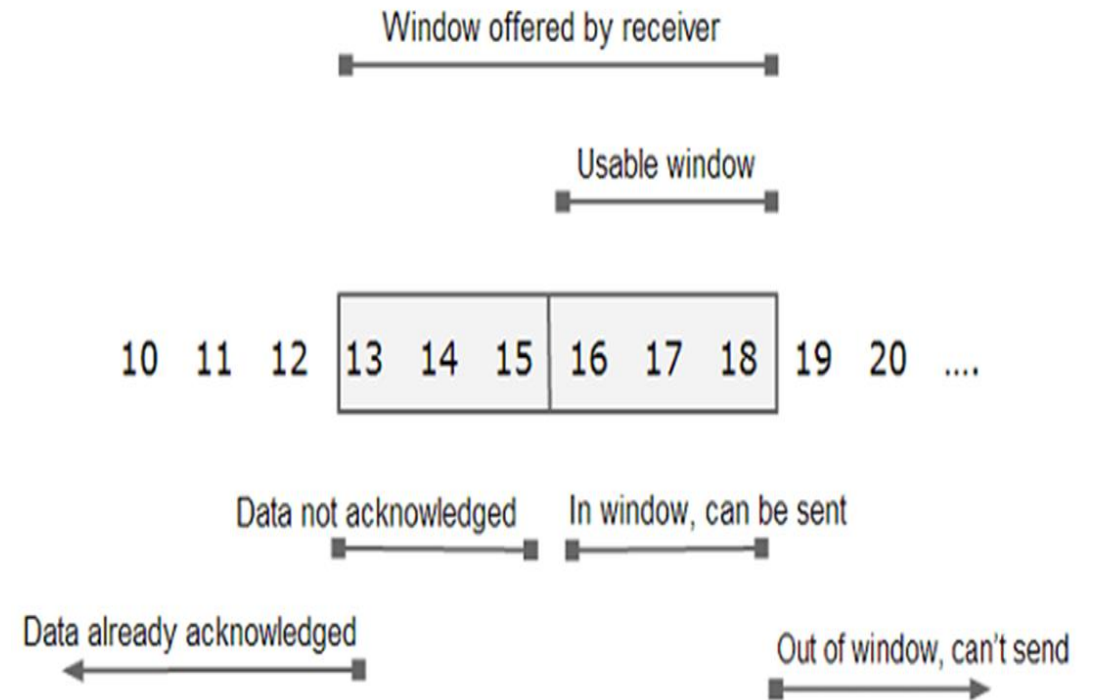 Window offered by receiver
Usable window
10 11 12 13 14 15 16 17 18 19 20 ....
Data not acknowledged In window, can be sent
Data already acknowledged
Out of window, can't send